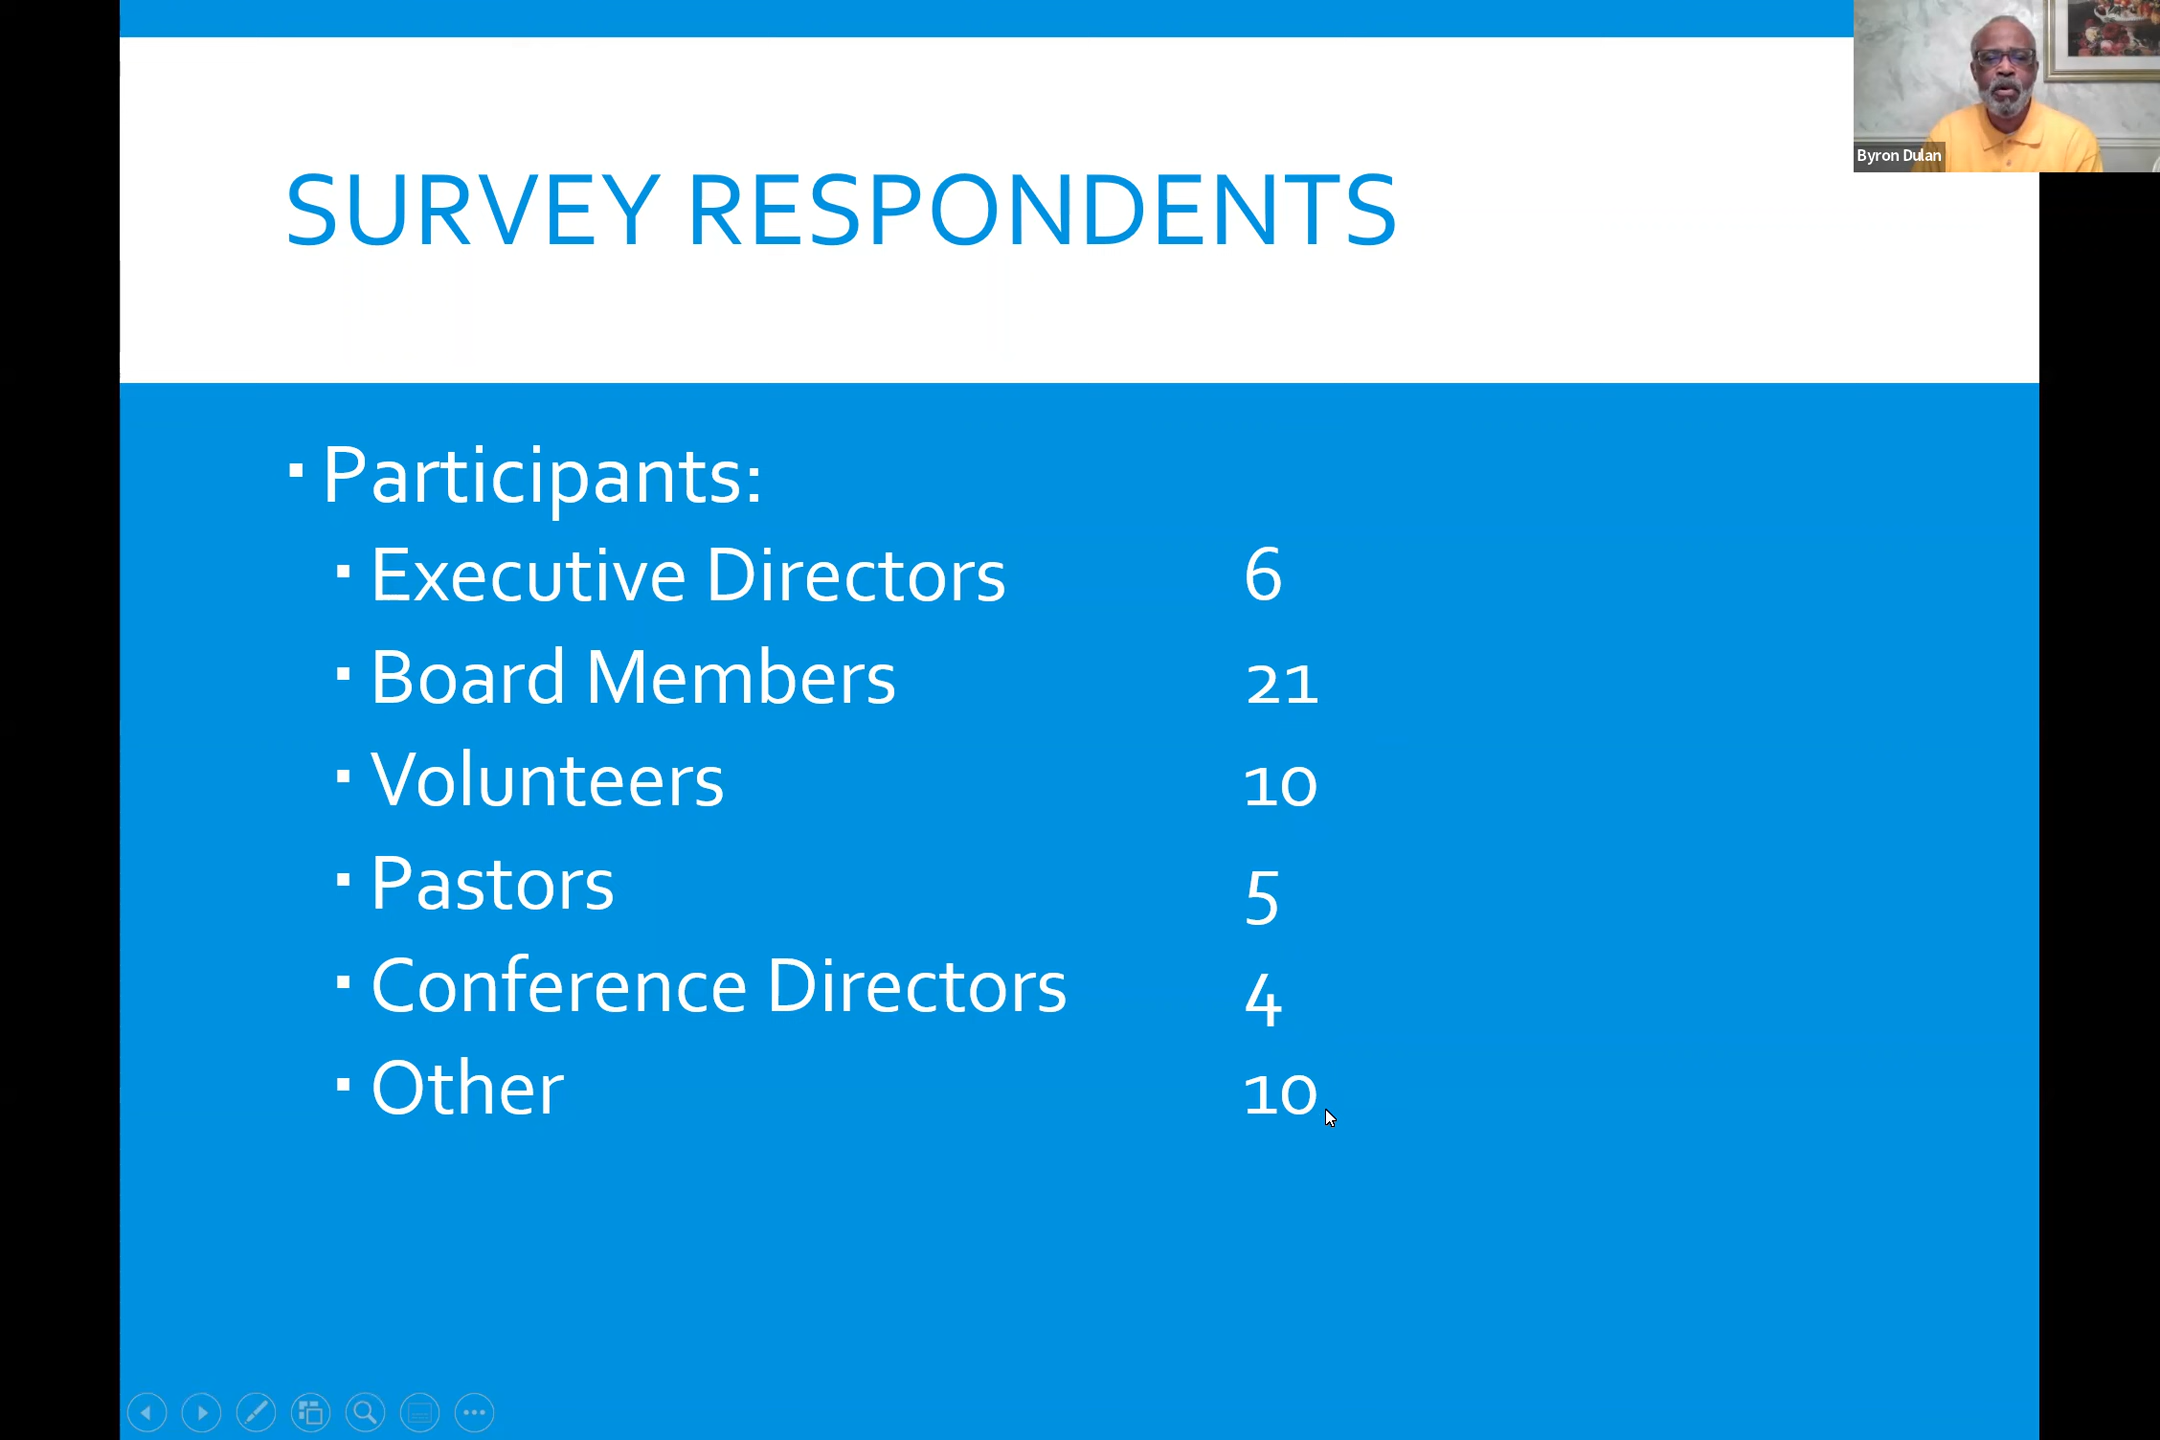 SURVEY RESPONDENTS
Byron Dulan
Participants:
Executive Directors 6
Board Members 21
Volunteers 10
Pastors 5
Conference Directors 4
Other 10